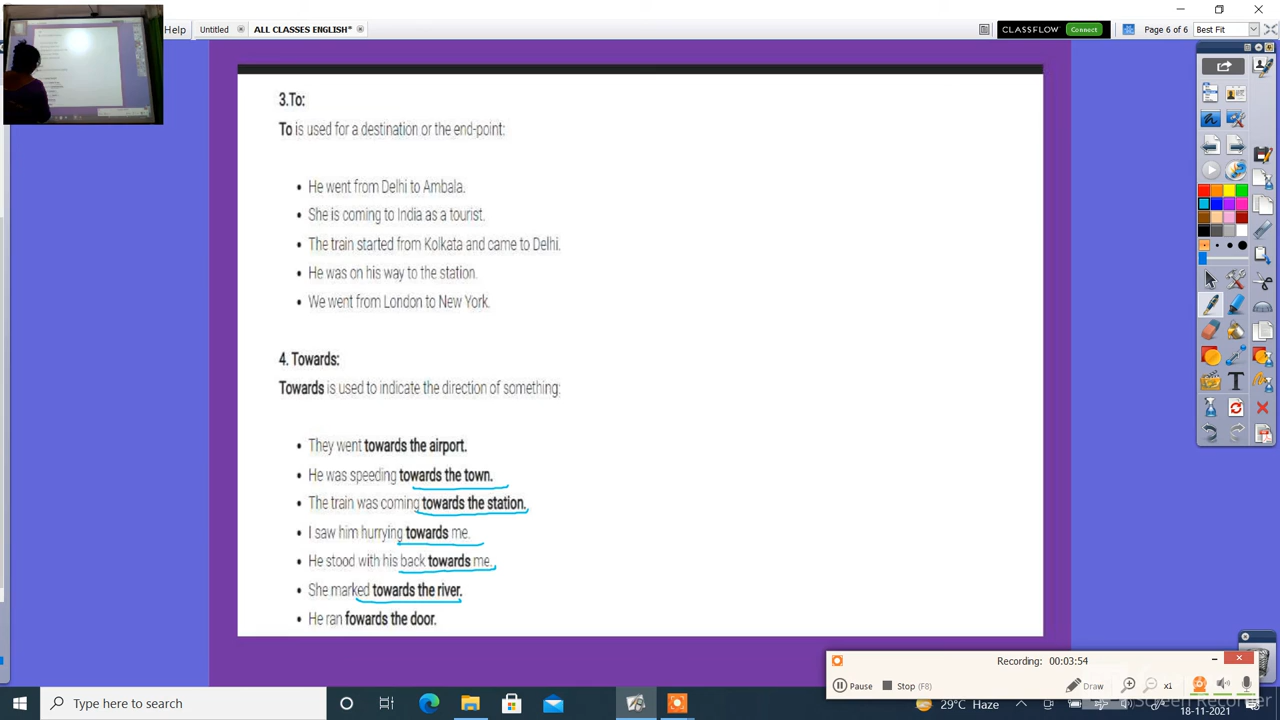 Help
Untitled
ALL CLASSES ENGLISH*
CLASSFLOW
Connect
Page 6 of 6
Best Fit
3.To:
To is used for a destination or the end-point:
• He went from Delhi to Ambala.
• She is coming to India as a tourist.
• The train started from Kolkata and came to Delhi.
• He was on his way to the station.
• We went from London to New York.
4. Towards:
Towards is used to indicate the direction of something:
• They went towards the airport.
• He was speeding towards the town.
• The train was coming towards the station.
• I saw him hurrying towards me.
• He stood with his back towards me.
• She marked towards the river.
• He ran fowards the door.
Recording: 00:03:54
Pause
Stop (F8)
Draw
x1
Type here to search
29°C Haze
18-11-2021